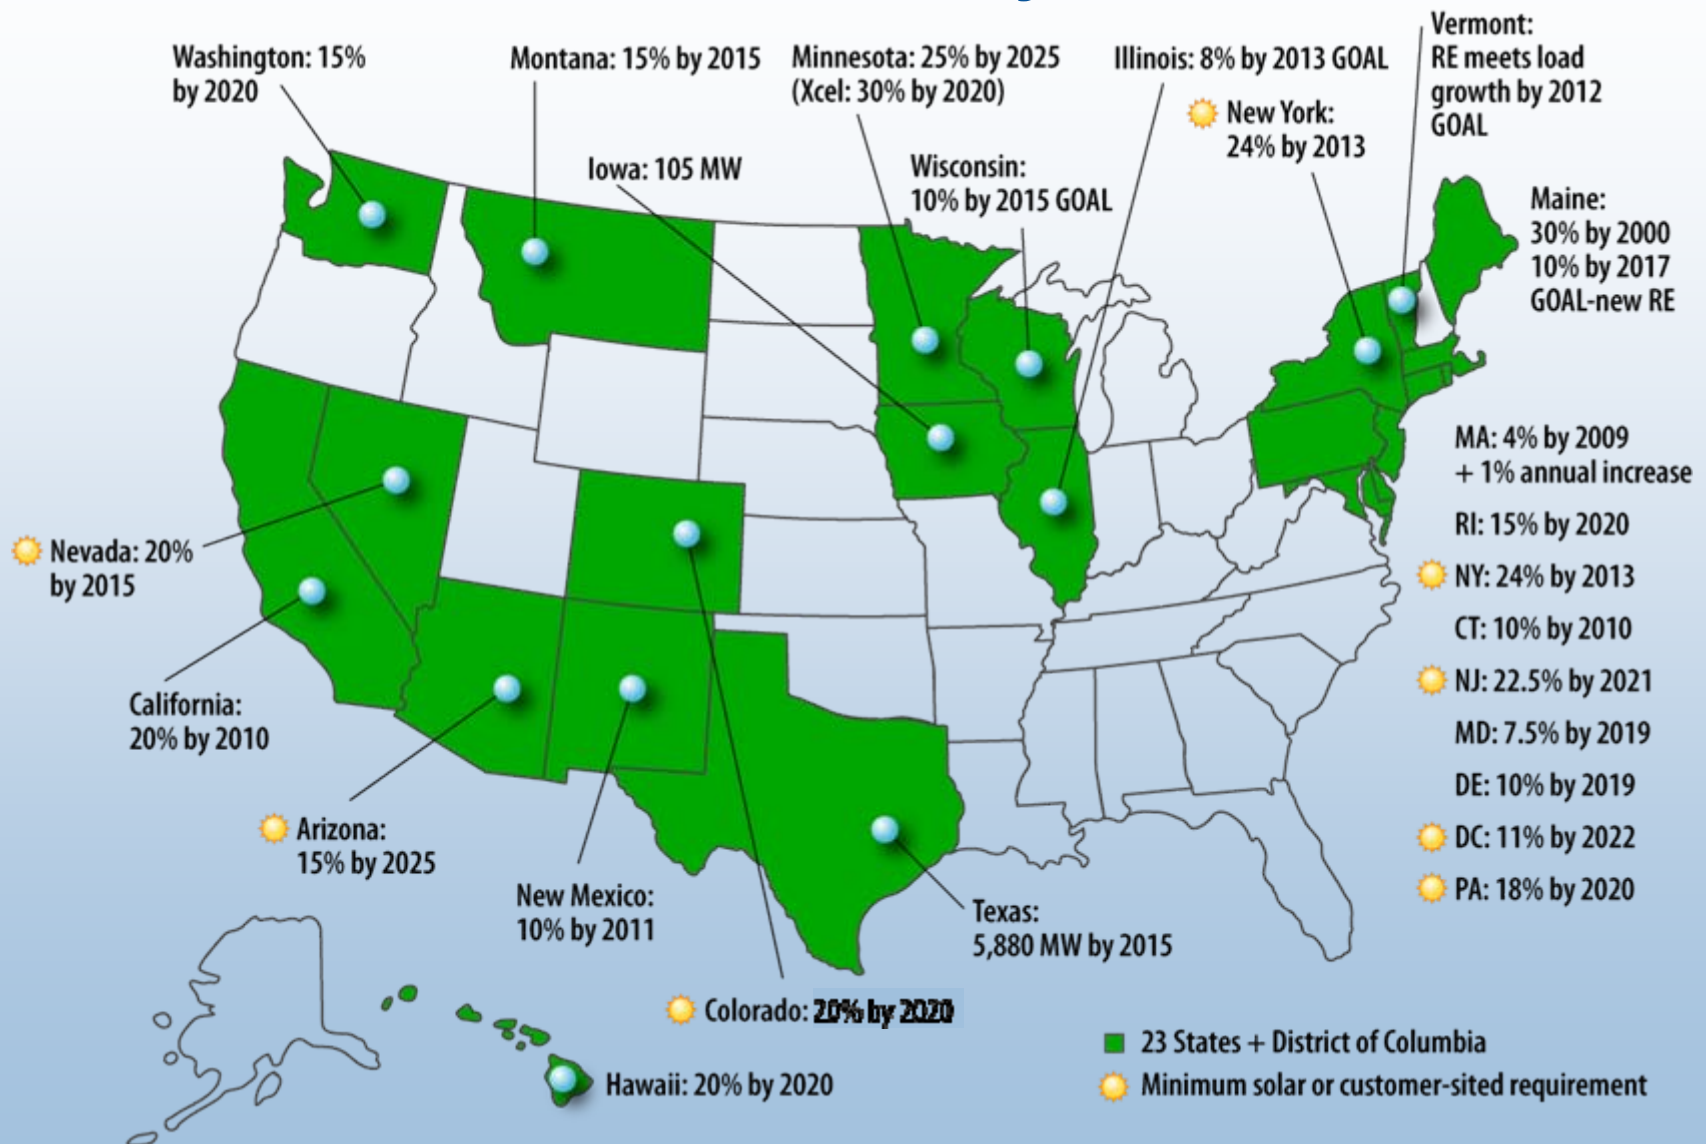 Washington: 15%
by 2020
Montana: 15% by 2015
Minnesota: 25% by 2025
(Xcel: 30% by 2020)
Illinois: 8% by 2013 GOAL
Vermont:
RE meets load
growth by 2012
GOAL
New York:
24% by 2013
Iowa: 105 MW
Wisconsin:
10% by 2015 GOAL
Maine:
30% by 2000
10% by 2017
GOAL-new RE
Nevada: 20%
by 2015
California:
20% by 2010
Arizona:
15% by 2025
New Mexico:
10% by 2011
Texas:
5,880 MW by 2015
Colorado: 20% by 2020
Hawaii: 20% by 2020
MA: 4% by 2009
+ 1% annual increase
RI: 15% by 2020
NY: 24% by 2013
CT: 10% by 2010
NJ: 22.5% by 2021
MD: 7.5% by 2019
DE: 10% by 2019
DC: 11% by 2022
PA: 18% by 2020
23 States + District of Columbia
Minimum solar or customer-sited requirement